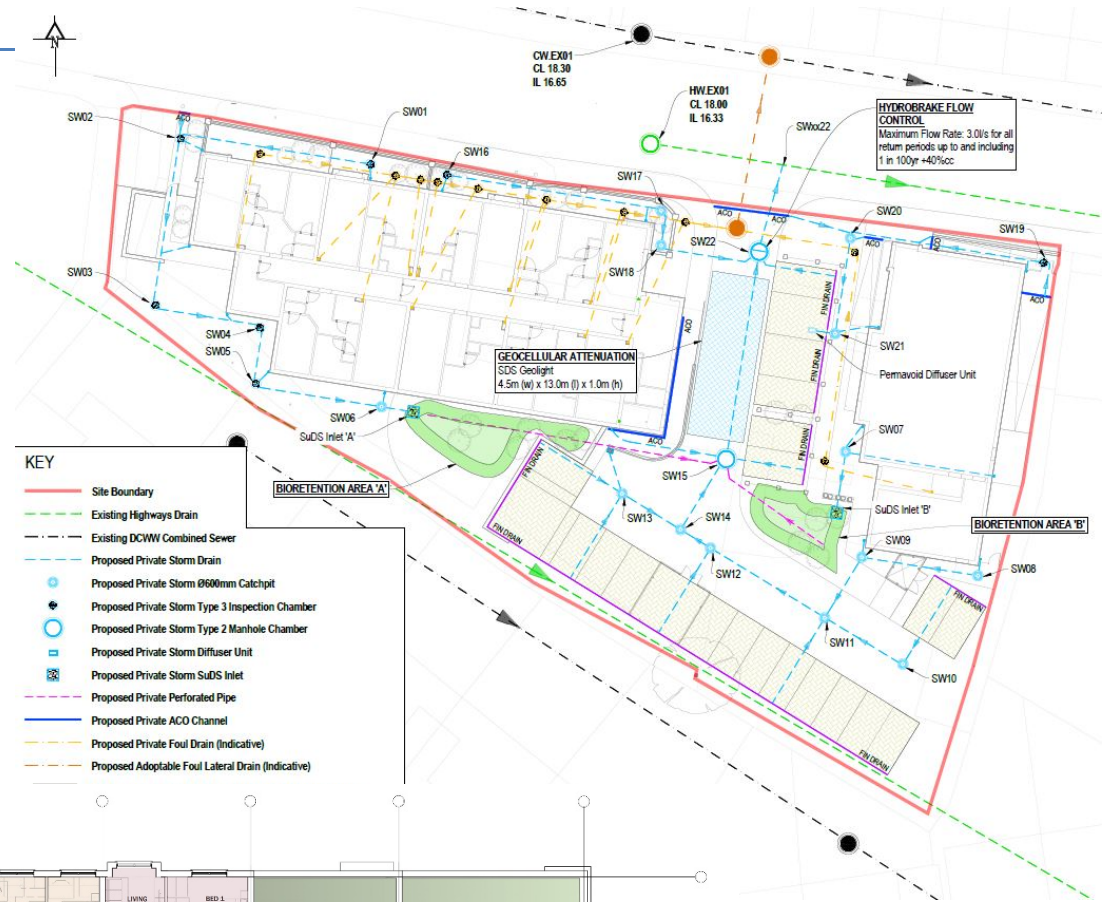 N
CW.EX01
CL 18.30
IL 16.65
HW.EX01
CL 18.00
IL 16.33
SWxx22
HYDROBRAKE FLOW
CONTROL
Maximum Flow Rate: 3.0l/s for all
return periods up to and including
1 in 100yr +40%cc
SW02
ACO
SW01
SW16
SW17
ACO
SW20
ACO
ACO
SW19
SW22
SW18
ACO
SW03
SW04
SW05
GEOCELLULAR ATTENUATION
SDS Geolight
4.5m (w) x 13.0m (l) x 1.0m (h)
ACO
FIN DRAIN
FIN DRAIN
SW21
Permavoid Diffuser Unit
SW06
SuDS Inlet 'A'
ACO
FIN DRAIN
SW07
BIORETENTION AREA 'A'
FIN DRAIN
SW15
SuDS Inlet 'B'
BIORETENTION AREA 'B'
SW13
SW14
SW12
SW09
SW08
FIN DRAIN
FIN DRAIN
SW11
SW10
FIN DRAIN
KEY
Site Boundary
Existing Highways Drain
Existing DCWW Combined Sewer
Proposed Private Storm Drain
Proposed Private Storm Ø600mm Catchpit
Proposed Private Storm Type 3 Inspection Chamber
Proposed Private Storm Type 2 Manhole Chamber
Proposed Private Storm Diffuser Unit
Proposed Private Storm SuDS Inlet
Proposed Private Perforated Pipe
Proposed Private ACO Channel
Proposed Private Foul Drain (Indicative)
Proposed Adoptable Foul Lateral Drain (Indicative)
LIVING
BED 1